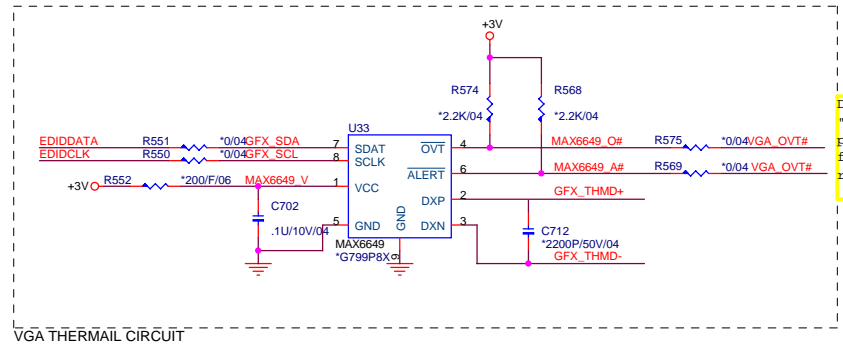 +3V
R574
R568
*2.2K/04
*2.2K/04
U33
EDIDDATA R551 *0/04 GFX_SDA 7 SDAT OVT 4 MAX6649_O# R575 *0/04 VGA_OVT#
EDIDCLK R550 *0/04 GFX_SCL 8 SCLK
ALERT 6 MAX6649_A# R569 *0/04 VGA_OVT#
+3V R552 *200/F/06 MAX6649_V 1 VCC
DXP 2 GFX_THMD+
C702
.1U/10V/04
5 GND GND DXN 3
C712
*2200P/50V/04
MAX6649
*G799P8X 9
GFX_THMD-
VGA THERMAIL CIRCUIT
D
"
p
f
r